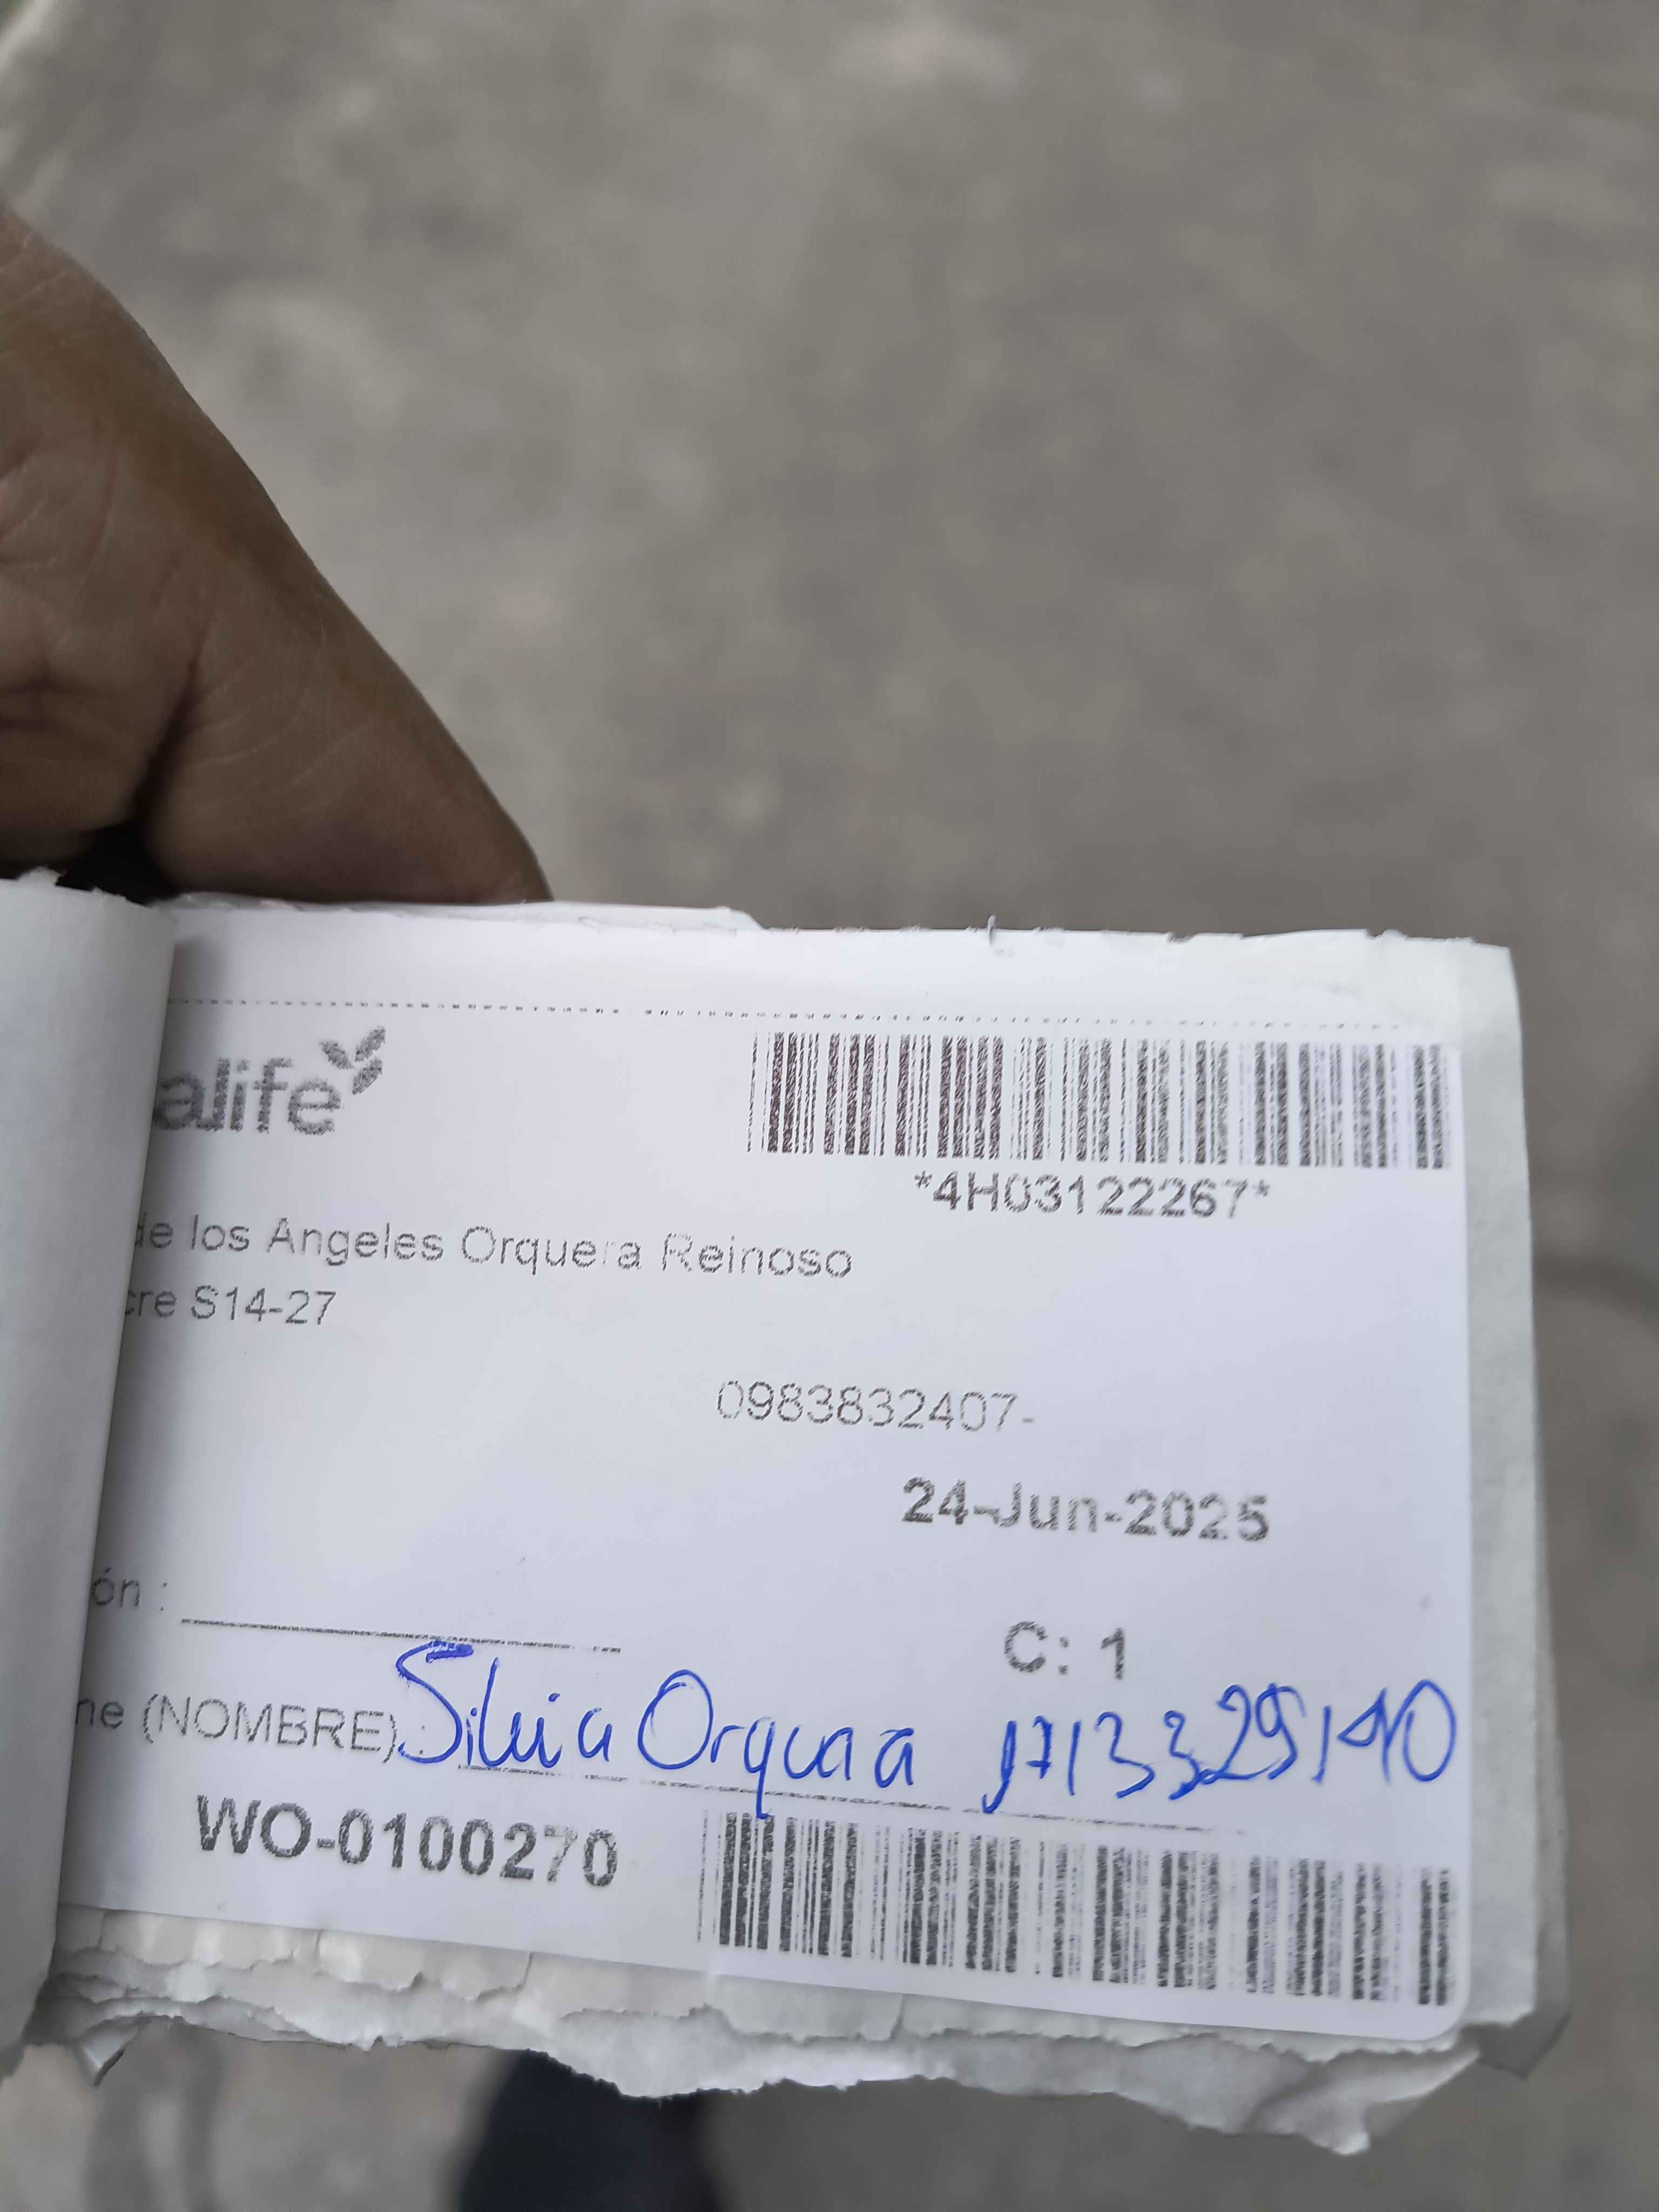 alife
*4H03122267*
de los Angeles Orquera Reinoso
cre S14-27
0983832407-
24-Jun-2025
ón :
C: 1
ne (NOMBRE): Silvia Orquera 1713329140
WO-0100270